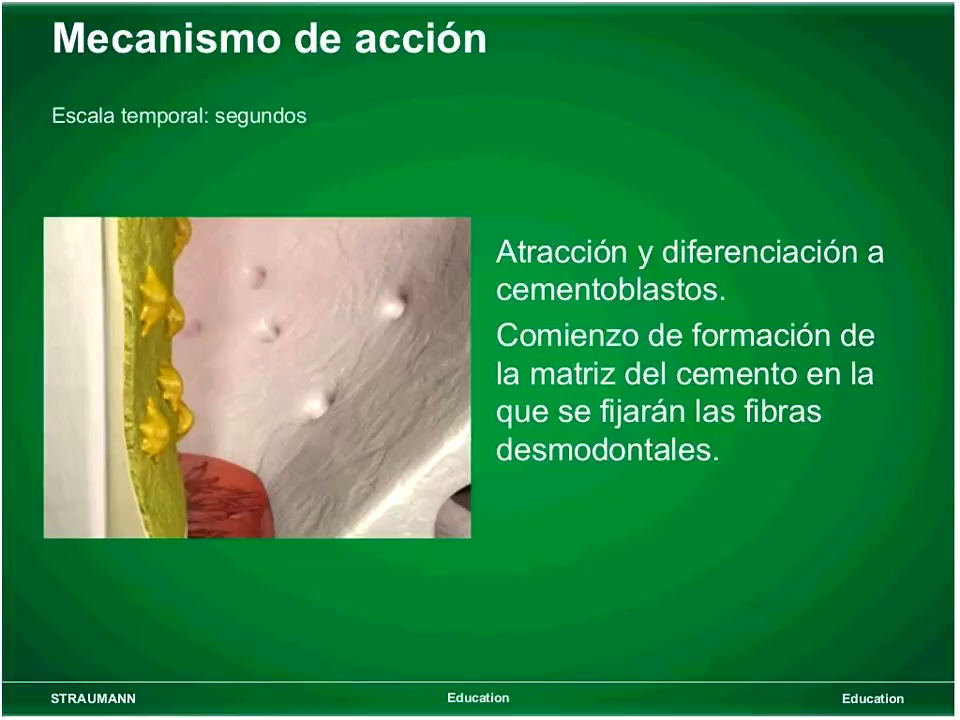 Mecanismo de acción
Escala temporal: segundos
Atracción y diferenciación a
cementoblastos.
Comienzo de formación de
la matriz del cemento en la
que se fijarán las fibras
desmodontales.
STRAUMANN
Education
Education